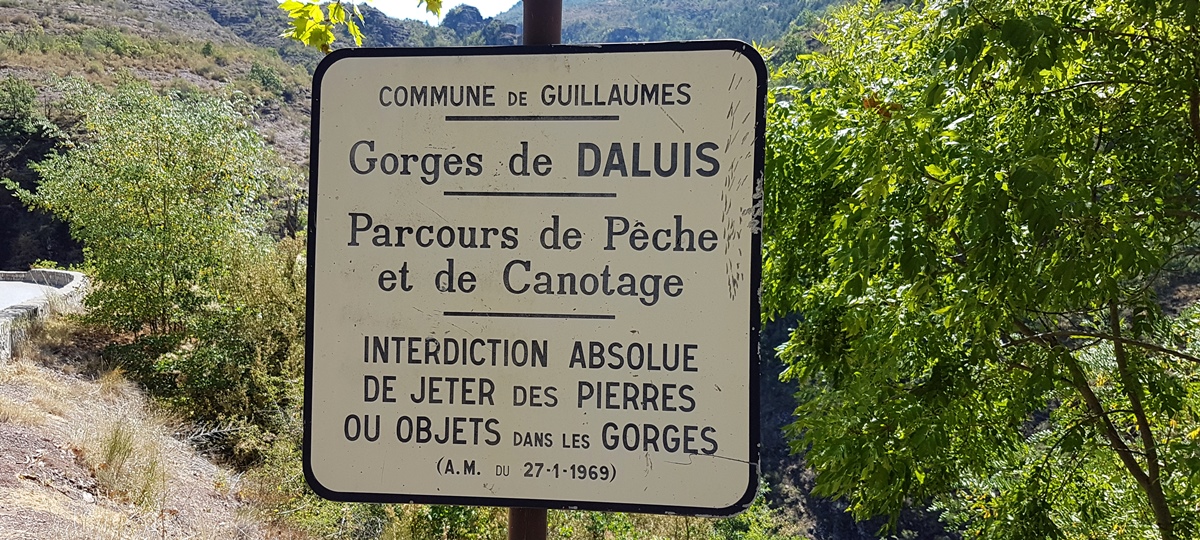 COMMUNE DE GUILLAUMES
Gorges de DALUIS
Parcours de Pêche
et de Canotage
INTERDICTION ABSOLUE
DE JETER DES PIERRES
OU OBJETS DANS LES GORGES
(A.M. DU 27-1-1969)